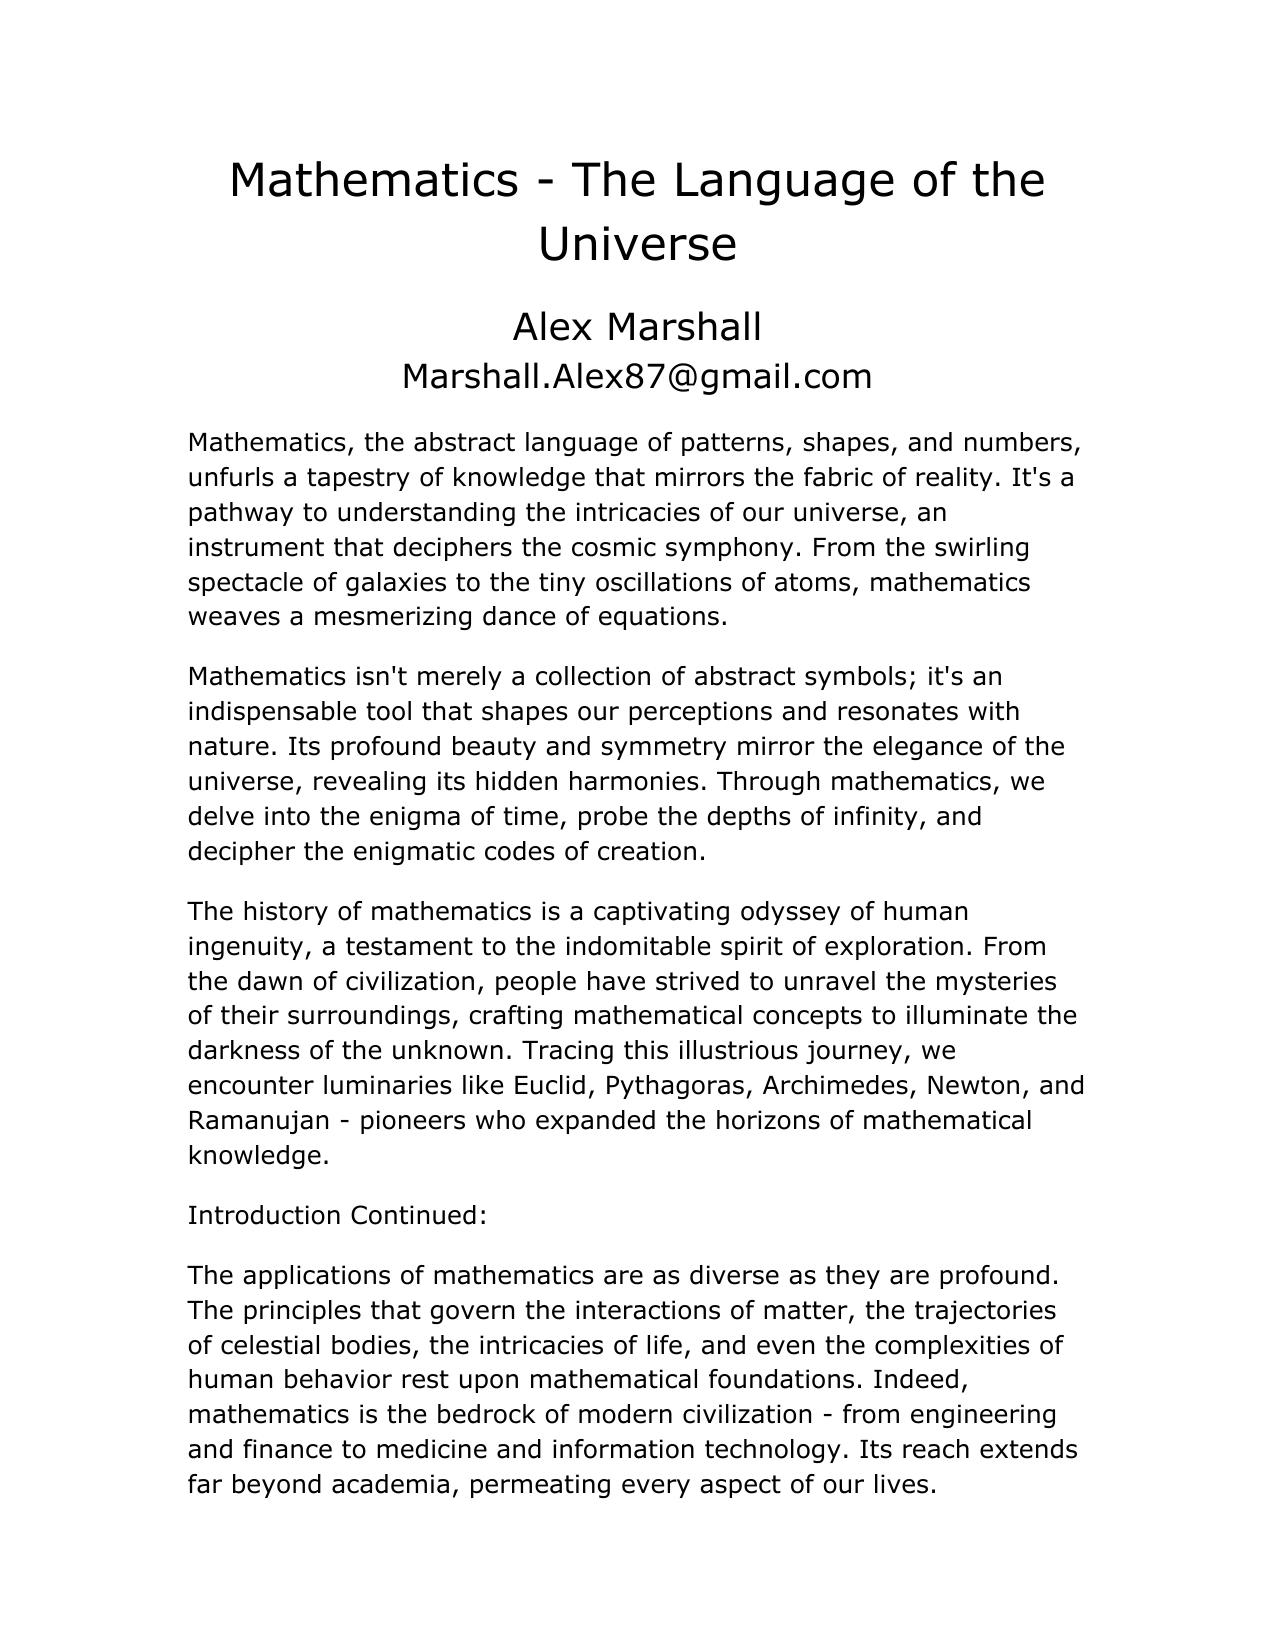 Mathematics - The Language of the
Universe
Alex Marshall
Marshall.Alex87@gmail.com
Mathematics, the abstract language of patterns, shapes, and numbers,
unfurls a tapestry of knowledge that mirrors the fabric of reality. It's a
pathway to understanding the intricacies of our universe, an
instrument that deciphers the cosmic symphony. From the swirling
spectacle of galaxies to the tiny oscillations of atoms, mathematics
weaves a mesmerizing dance of equations.
Mathematics isn't merely a collection of abstract symbols; it's an
indispensable tool that shapes our perceptions and resonates with
nature. Its profound beauty and symmetry mirror the elegance of the
universe, revealing its hidden harmonies. Through mathematics, we
delve into the enigma of time, probe the depths of infinity, and
decipher the enigmatic codes of creation.
The history of mathematics is a captivating odyssey of human
ingenuity, a testament to the indomitable spirit of exploration. From
the dawn of civilization, people have strived to unravel the mysteries
of their surroundings, crafting mathematical concepts to illuminate the
darkness of the unknown. Tracing this illustrious journey, we
encounter luminaries like Euclid, Pythagoras, Archimedes, Newton, and
Ramanujan - pioneers who expanded the horizons of mathematical
knowledge.
Introduction Continued:
The applications of mathematics are as diverse as they are profound.
The principles that govern the interactions of matter, the trajectories
of celestial bodies, the intricacies of life, and even the complexities of
human behavior rest upon mathematical foundations. Indeed,
mathematics is the bedrock of modern civilization - from engineering
and finance to medicine and information technology. Its reach extends
far beyond academia, permeating every aspect of our lives.